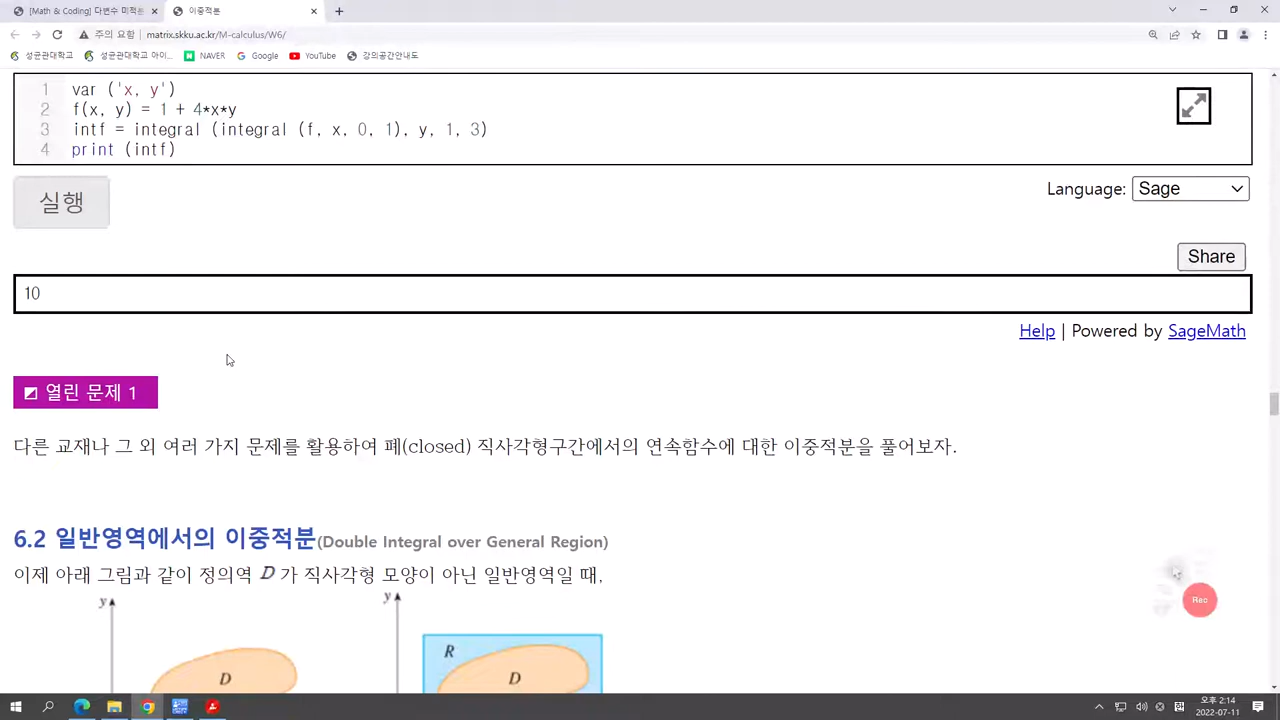 [Math & Coding] 다변수 미적분
이중적분
주의 요함
matrix.skku.ac.kr/M-calculus/W6/
성균관대학교
성균관대학교 아이...
NAVER
Google
YouTube
강의공간안내도
1 var ('x, y')
2 f(x, y) = 1 + 4*x*y
3 intf = integral (integral (f, x, 0, 1), y, 1, 3)
4 print (intf)
실행
Language: Sage
Share
10
Help | Powered by SageMath
열린 문제 1
다른 교재나 그 외 여러 가지 문제를 활용하여 폐(closed) 직사각형구간에서의 연속함수에 대한 이중적분을 풀어보자.
6.2 일반영역에서의 이중적분(Double Integral over General Region)
이제 아래 그림과 같이 정의역 D 가 직사각형 모양이 아닌 일반영역일 때,
y
y
R
D
D
Rec
오후 2:14
2022-07-11